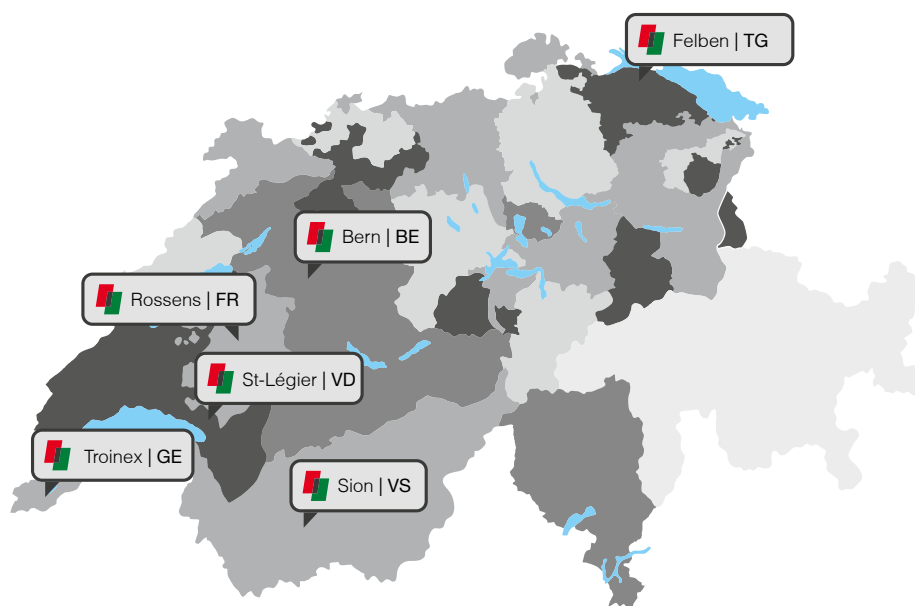 Felben | TG
Bern | BE
Rossens | FR
St-Légier | VD
Troinex | GE
Sion | VS